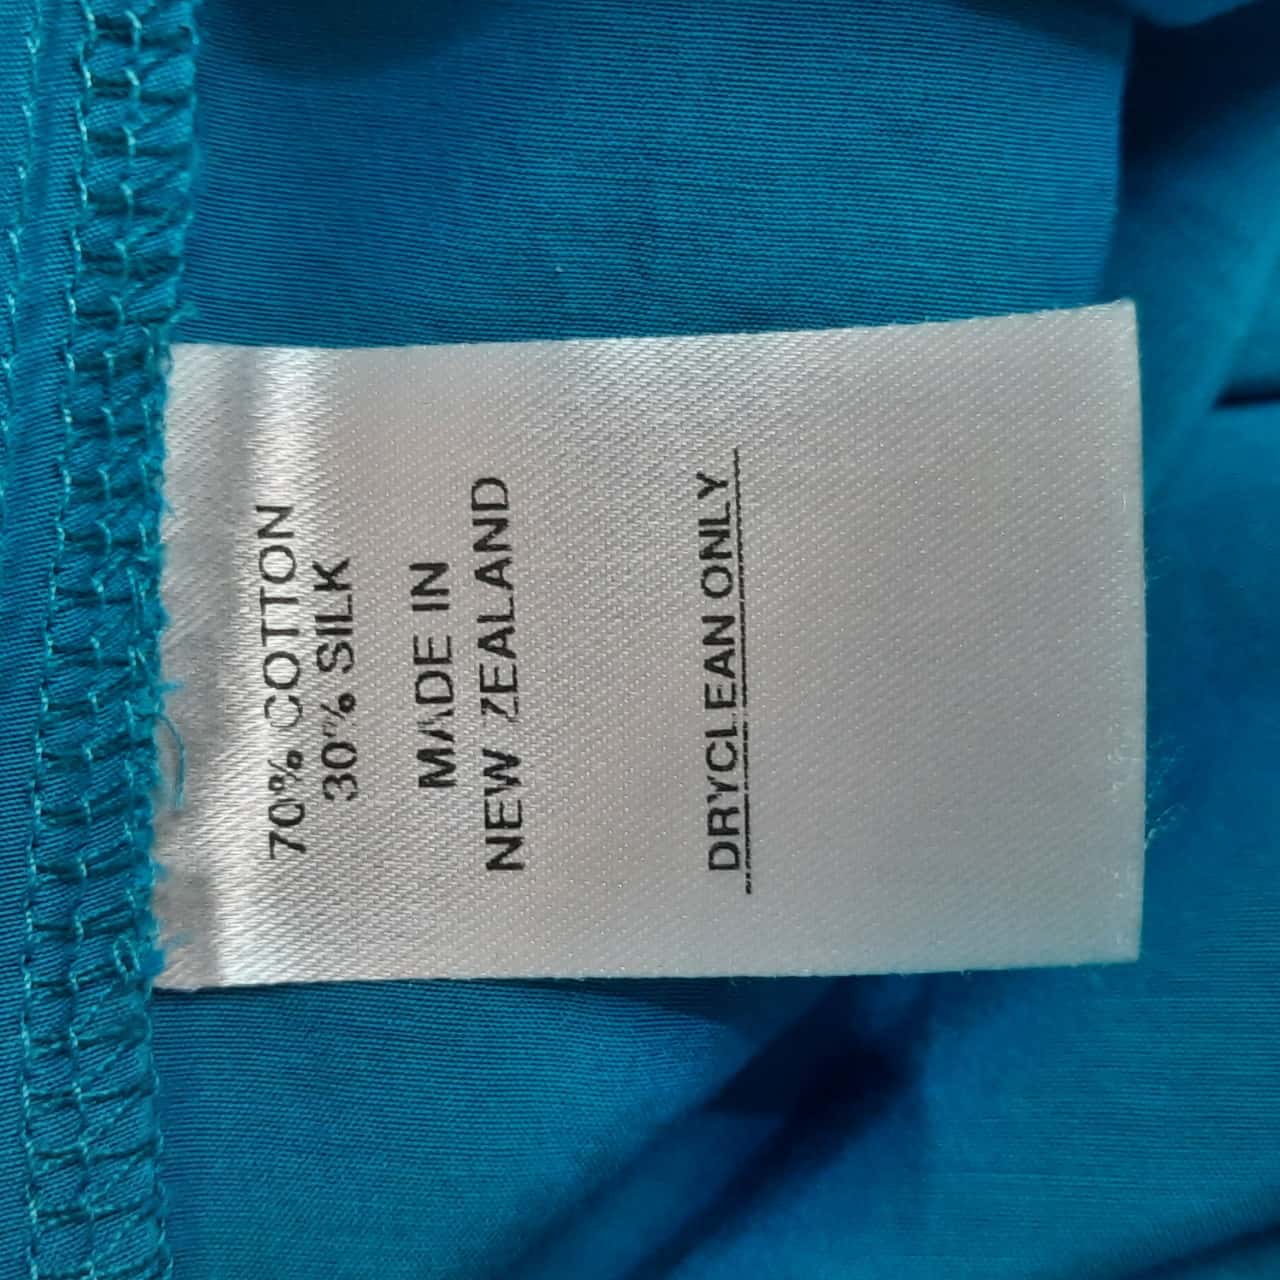 70% COTTON
30% SILK
MADE IN
NEW ZEALAND
DRYCLEAN ONLY